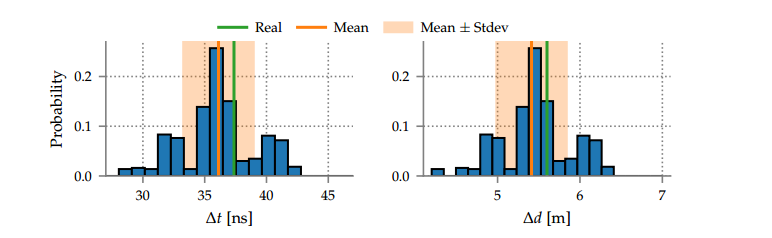 Real Mean Mean ± Stdev
Probability
0.2
0.1
0.0
30 35 40 45
Δt [ns]
0.2
0.1
0.0
5 6 7
Δd [m]